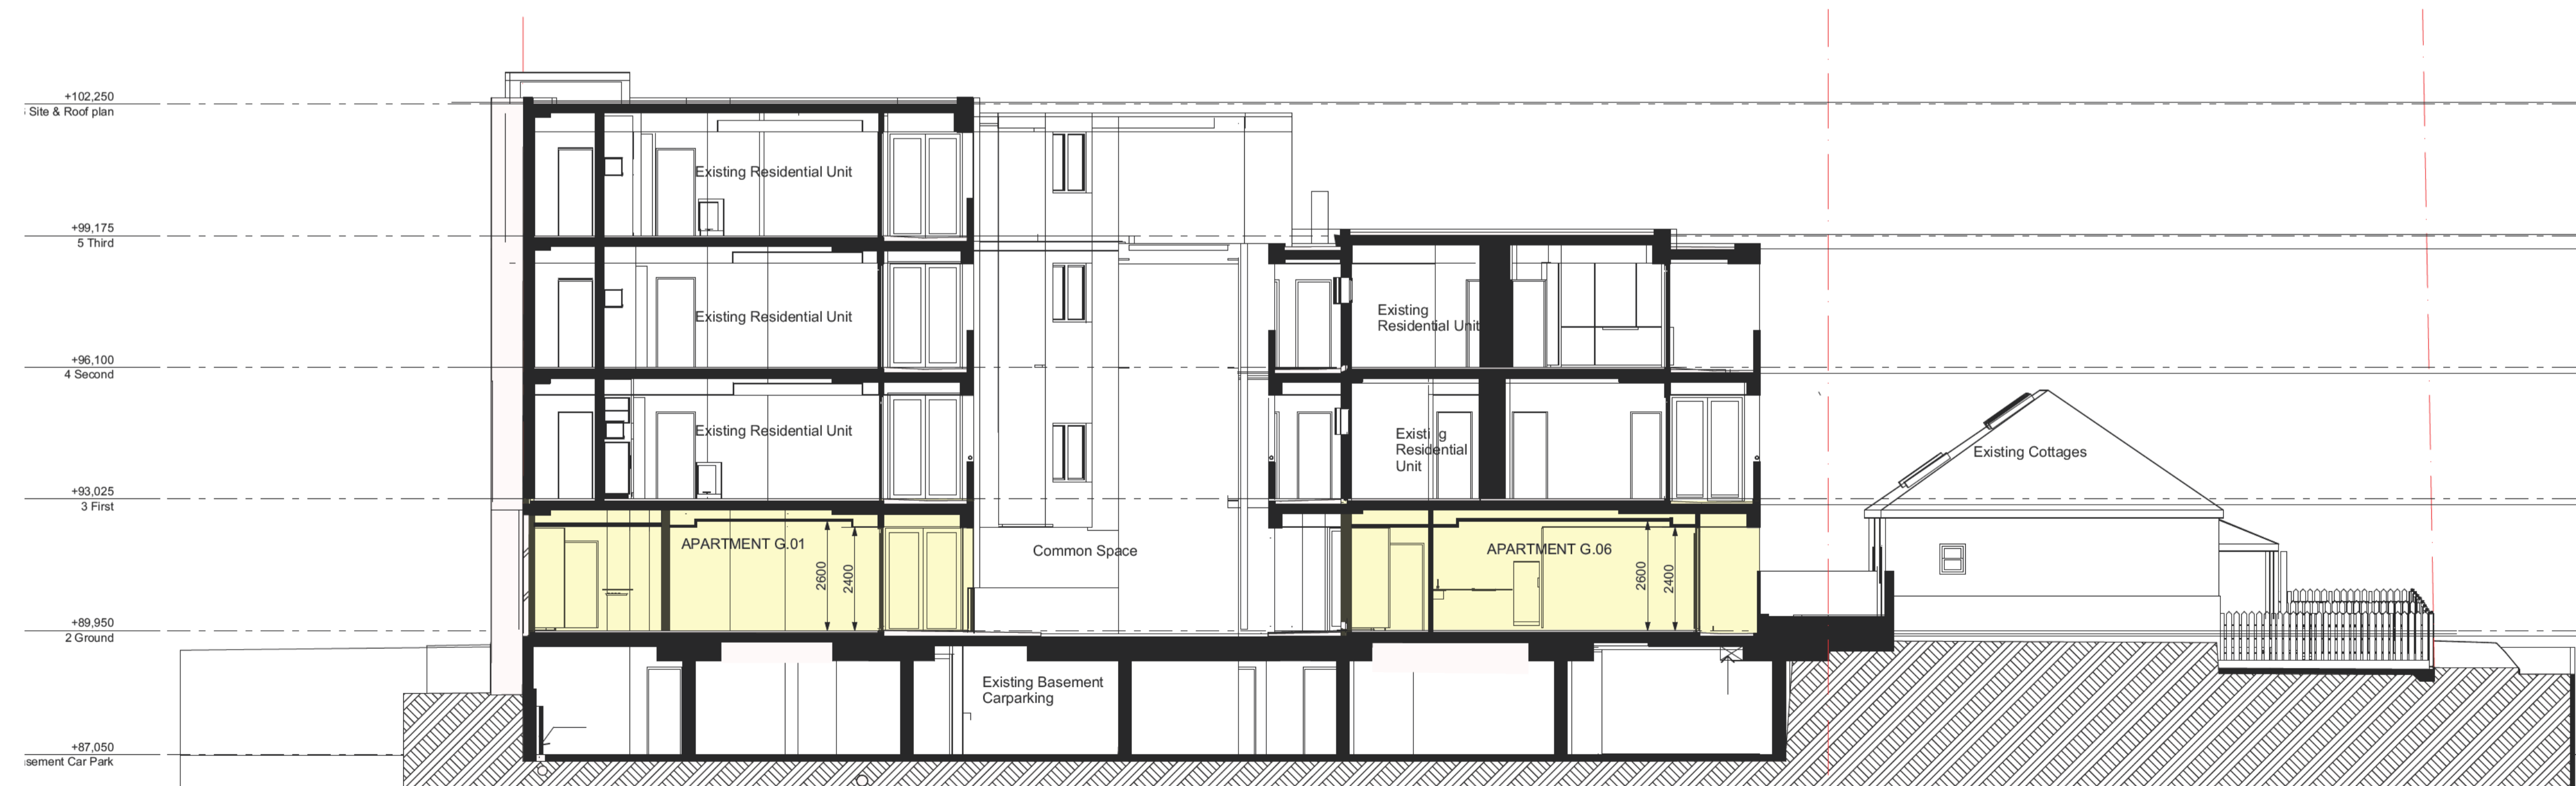 +102,250
Site & Roof plan
Existing Residential Unit
+99,175
5 Third
Existing Residential Unit
Existing
Residential Unit
+96,100
4 Second
Existing Residential Unit
Existi g
Residential
Unit
Existing Cottages
+93,025
3 First
APARTMENT G.01
2600
2400
Common Space
APARTMENT G.06
2600
2400
+89,950
2 Ground
Existing Basement
Carparking
+87,050
sement Car Park